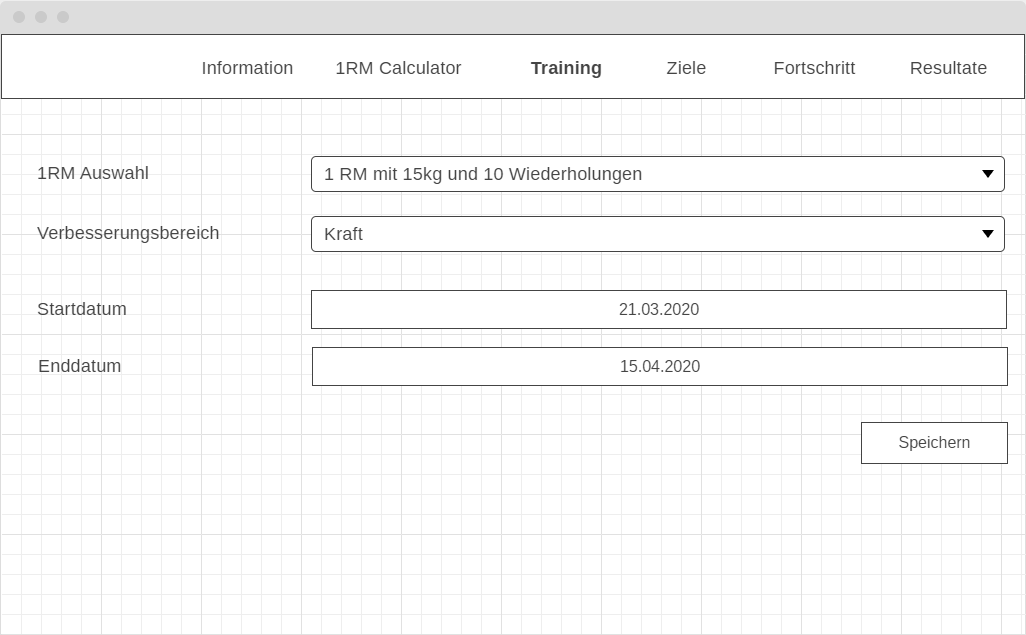 Information 1RM Calculator Training Ziele Fortschritt Resultate
1RM Auswahl 1 RM mit 15kg und 10 Wiederholungen
Verbesserungsbereich Kraft
Startdatum 21.03.2020
Enddatum 15.04.2020
Speichern